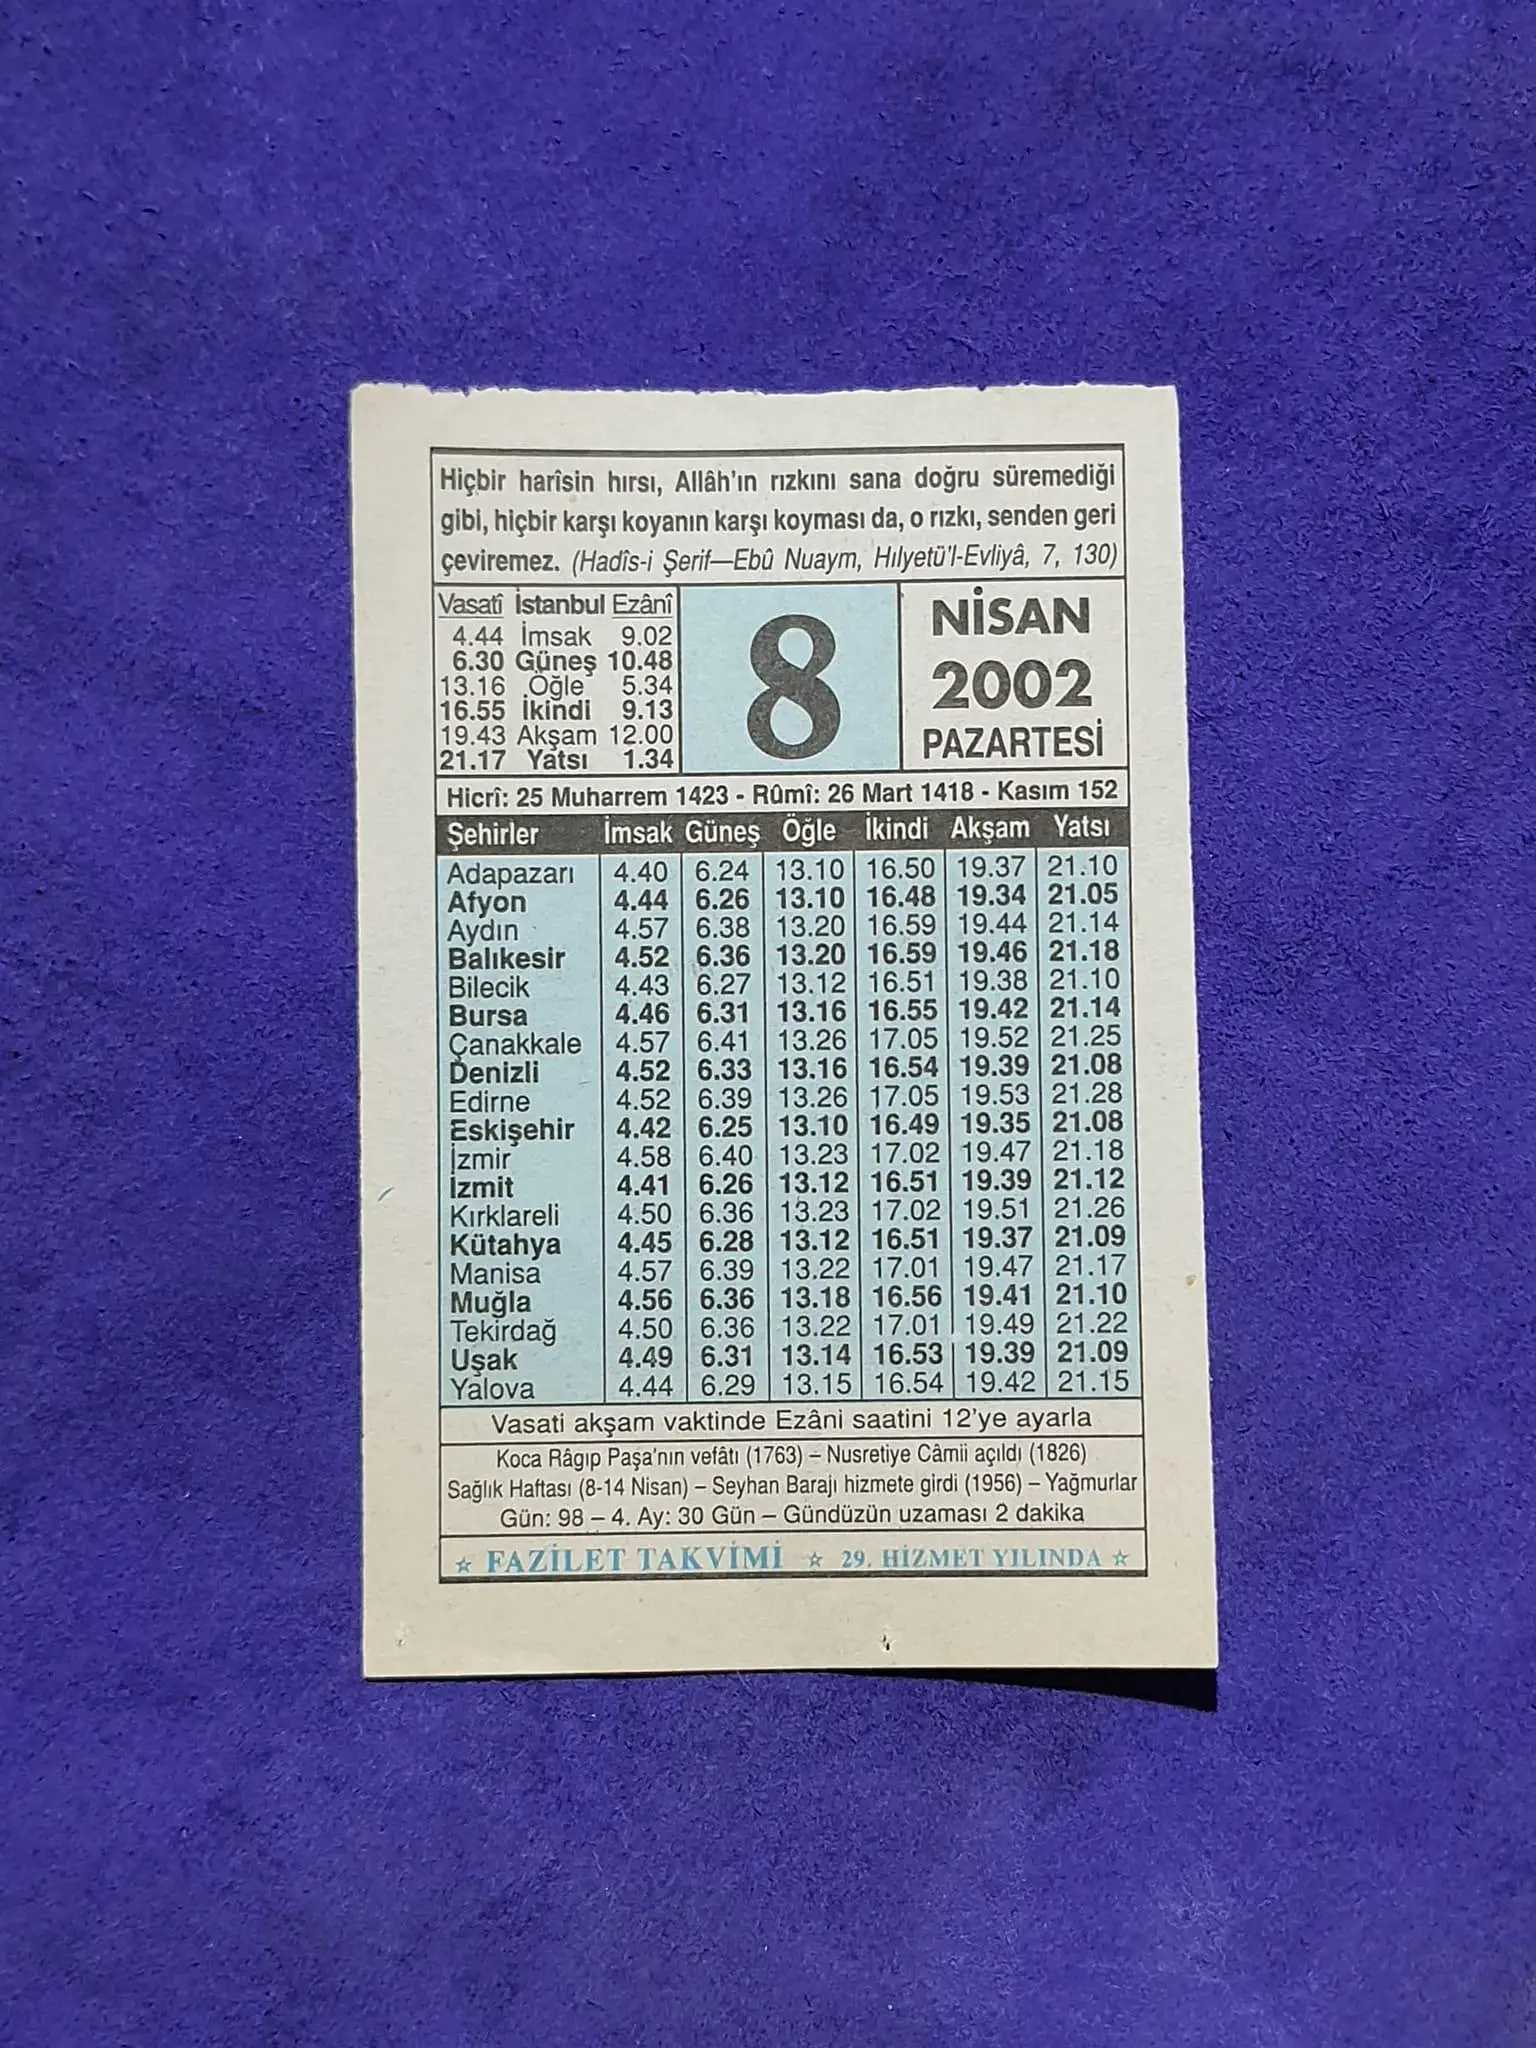 Hiçbir harîsin hırsı, Allâh'ın rızkını sana doğru süremediği
gibi, hiçbir karşı koyanın karşı koyması da, o rızkı, senden geri
çeviremez. (Hadîs-i Şerif—Ebû Nuaym, Hılyetü'l-Evliyâ, 7, 130)
Vasatî İstanbul Ezânî
4.44 İmsak 9.02
6.30 Güneş 10.48
13.16 Öğle 5.34
16.55 İkindi 9.13
19.43 Akşam 12.00
21.17 Yatsı 1.34
8
NİSAN
2002
PAZARTESİ
Hicrî: 25 Muharrem 1423 - Rûmî: 26 Mart 1418 - Kasım 152
Şehirler İmsak Güneş Öğle İkindi Akşam Yatsı
Adapazarı 4.40 6.24 13.10 16.50 19.37 21.10
Afyon 4.44 6.26 13.10 16.48 19.34 21.05
Aydın 4.57 6.38 13.20 16.59 19.44 21.14
Balıkesir 4.52 6.36 13.20 16.59 19.46 21.18
Bilecik 4.43 6.27 13.12 16.51 19.38 21.10
Bursa 4.46 6.31 13.16 16.55 19.42 21.14
Çanakkale 4.57 6.41 13.26 17.05 19.52 21.25
Denizli 4.52 6.33 13.16 16.54 19.39 21.08
Edirne 4.52 6.39 13.26 17.05 19.53 21.28
Eskişehir 4.42 6.25 13.10 16.49 19.35 21.08
İzmir 4.58 6.40 13.23 17.02 19.47 21.18
İzmit 4.41 6.26 13.12 16.51 19.39 21.12
Kırklareli 4.50 6.36 13.23 17.02 19.51 21.26
Kütahya 4.45 6.28 13.12 16.51 19.37 21.09
Manisa 4.57 6.39 13.22 17.01 19.47 21.17
Muğla 4.56 6.36 13.18 16.56 19.41 21.10
Tekirdağ 4.50 6.36 13.22 17.01 19.49 21.22
Uşak 4.49 6.31 13.14 16.53 19.39 21.09
Yalova 4.44 6.29 13.15 16.54 19.42 21.15
Vasati akşam vaktinde Ezâni saatini 12'ye ayarla
Koca Râgıp Paşa'nın vefâtı (1763) – Nusretiye Câmii açıldı (1826)
Sağlık Haftası (8-14 Nisan) – Seyhan Barajı hizmete girdi (1956) – Yağmurlar
Gün: 98 – 4. Ay: 30 Gün – Gündüzün uzaması 2 dakika
☆ FAZİLET TAKVİMİ ☆ 29. HİZMET YILINDA ☆